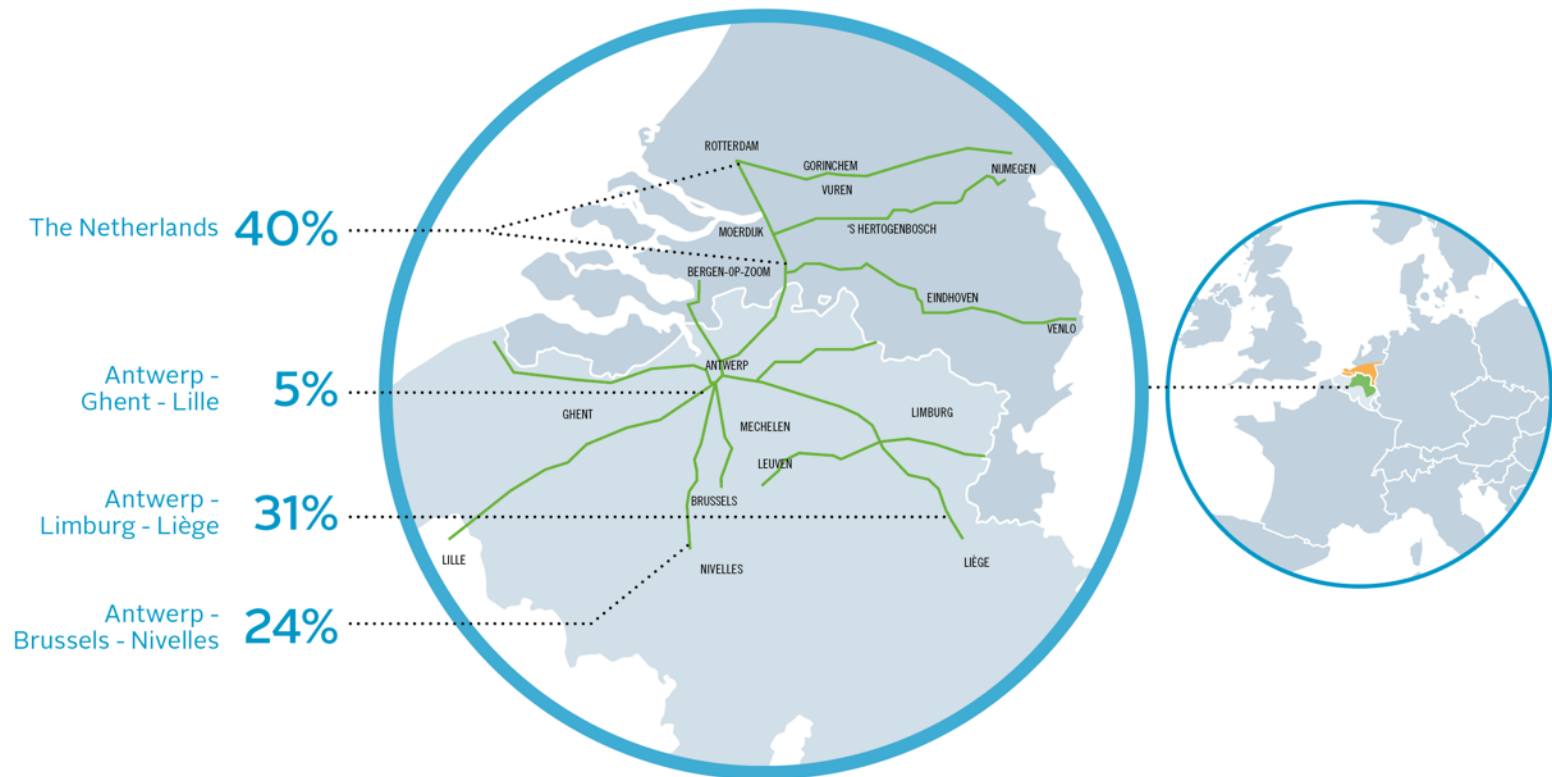 The Netherlands 40%
Antwerp -
Ghent - Lille 5%
Antwerp -
Limburg - Liège 31%
Antwerp -
Brussels - Nivelles 24%
ROTTERDAM
GORINCHEM
NIJMEGEN
VUREN
MOERDIJK
'S HERTOGENBOSCH
BERGEN-OP-ZOOM
EINDHOVEN
VENLO
ANTWERP
GHENT
LIMBURG
MECHELEN
LEUVEN
BRUSSELS
LILLE
NIVELLES
LIÈGE